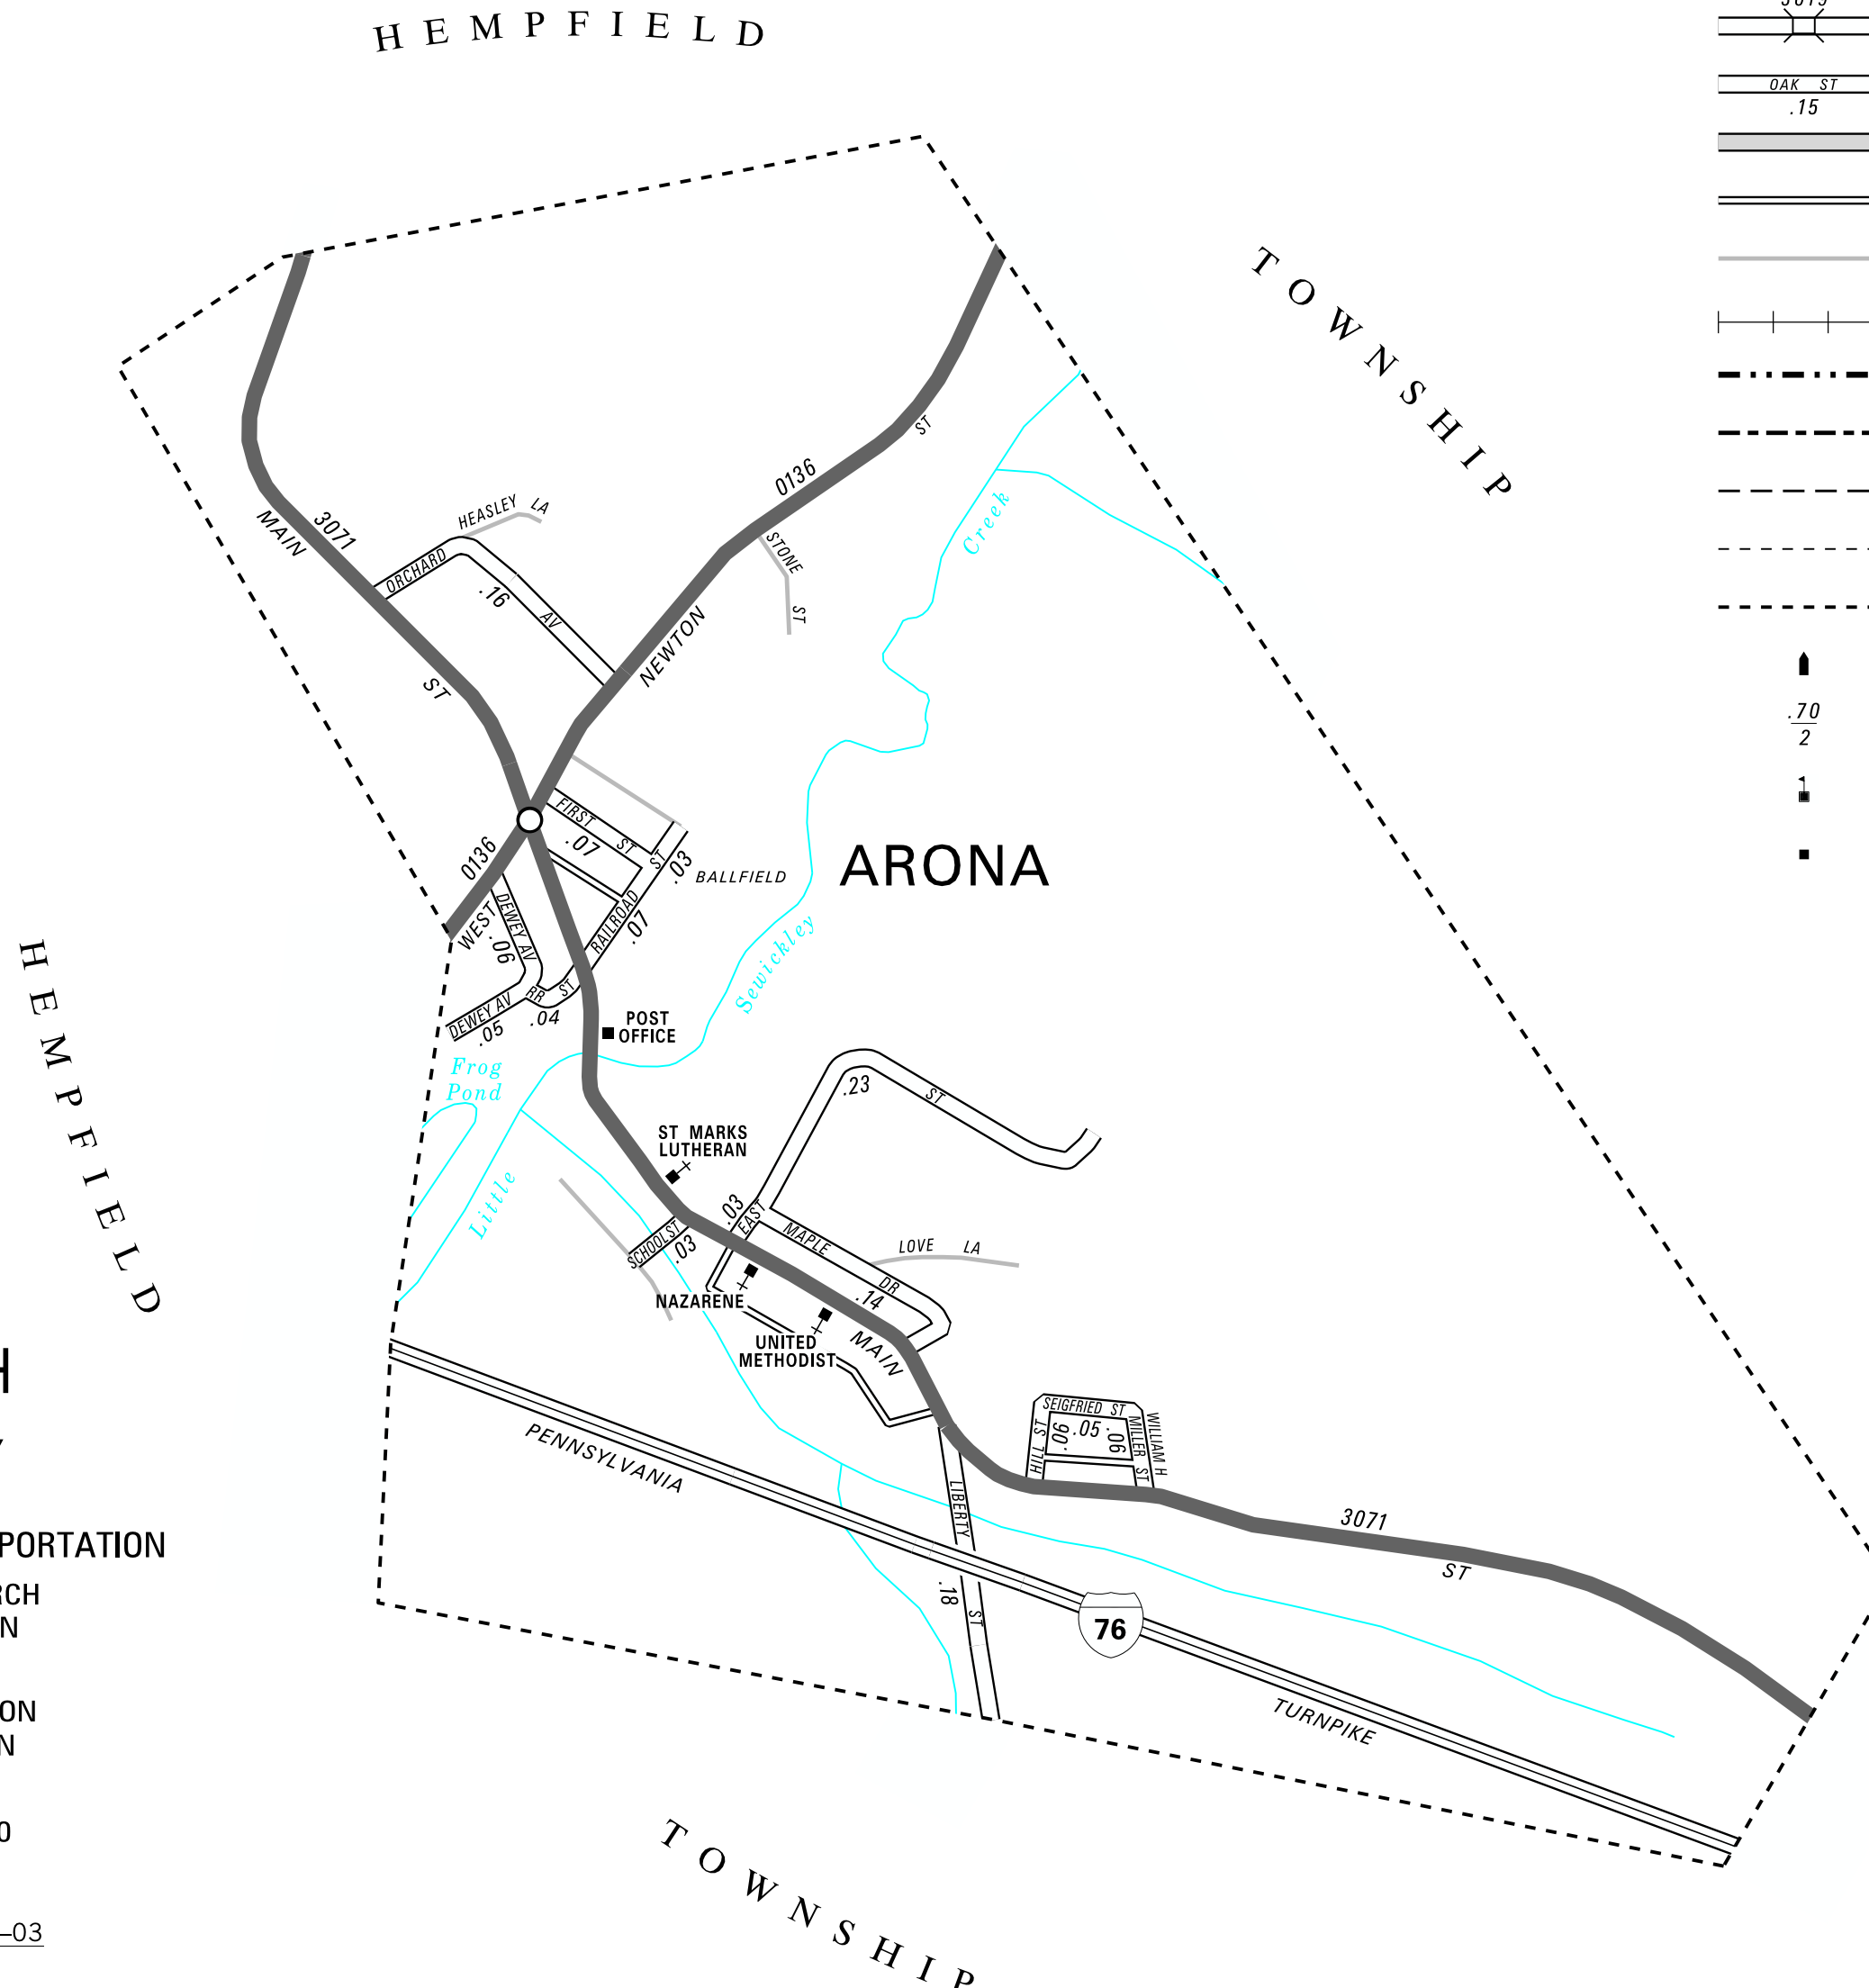 HEMPFIELD
TOWNSHIP
OAK ST
.15
.70
2
3071
MAIN
ST
HEASLEY LA
ORCHARD
.16
AV
0136
ST
NEWTON
STONE
ST
Creek
FIRST ST
.07
ST
.03
BALLFIELD
RAILROAD
.07
0136
WEST
DEWEY AV
.06
RR ST
.04
DEWEY AV
.05
ARONA
Sewickley
POST
OFFICE
Frog
Pond
Little
HEMPFIELD
.23
ST
ST MARKS
LUTHERAN
.03
EAST
MAPLE
DR
.14
LOVE LA
SCHOOL ST
.03
NAZARENE
UNITED
METHODIST
MAIN
SEIGFRIED ST
HILL ST
.06
.05
.06
MILLER ST
WILLIAM H
LIBERTY
ST
.18
PENNSYLVANIA
76
TURNPIKE
3071
ST
PORTATION
RCH
N
ON
N
0
–03
TOWNSHIP